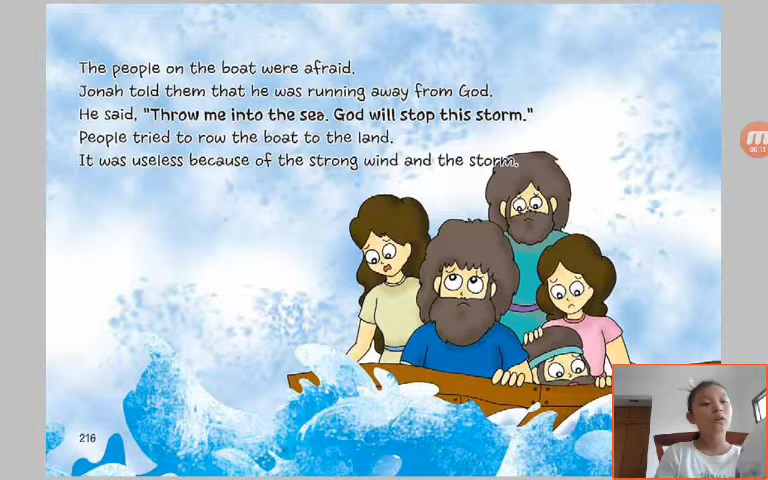 The people on the boat were afraid.
Jonah told them that he was running away from God.
He said, "Throw me into the sea. God will stop this storm."
People tried to row the boat to the land.
It was useless because of the strong wind and the storm.
216